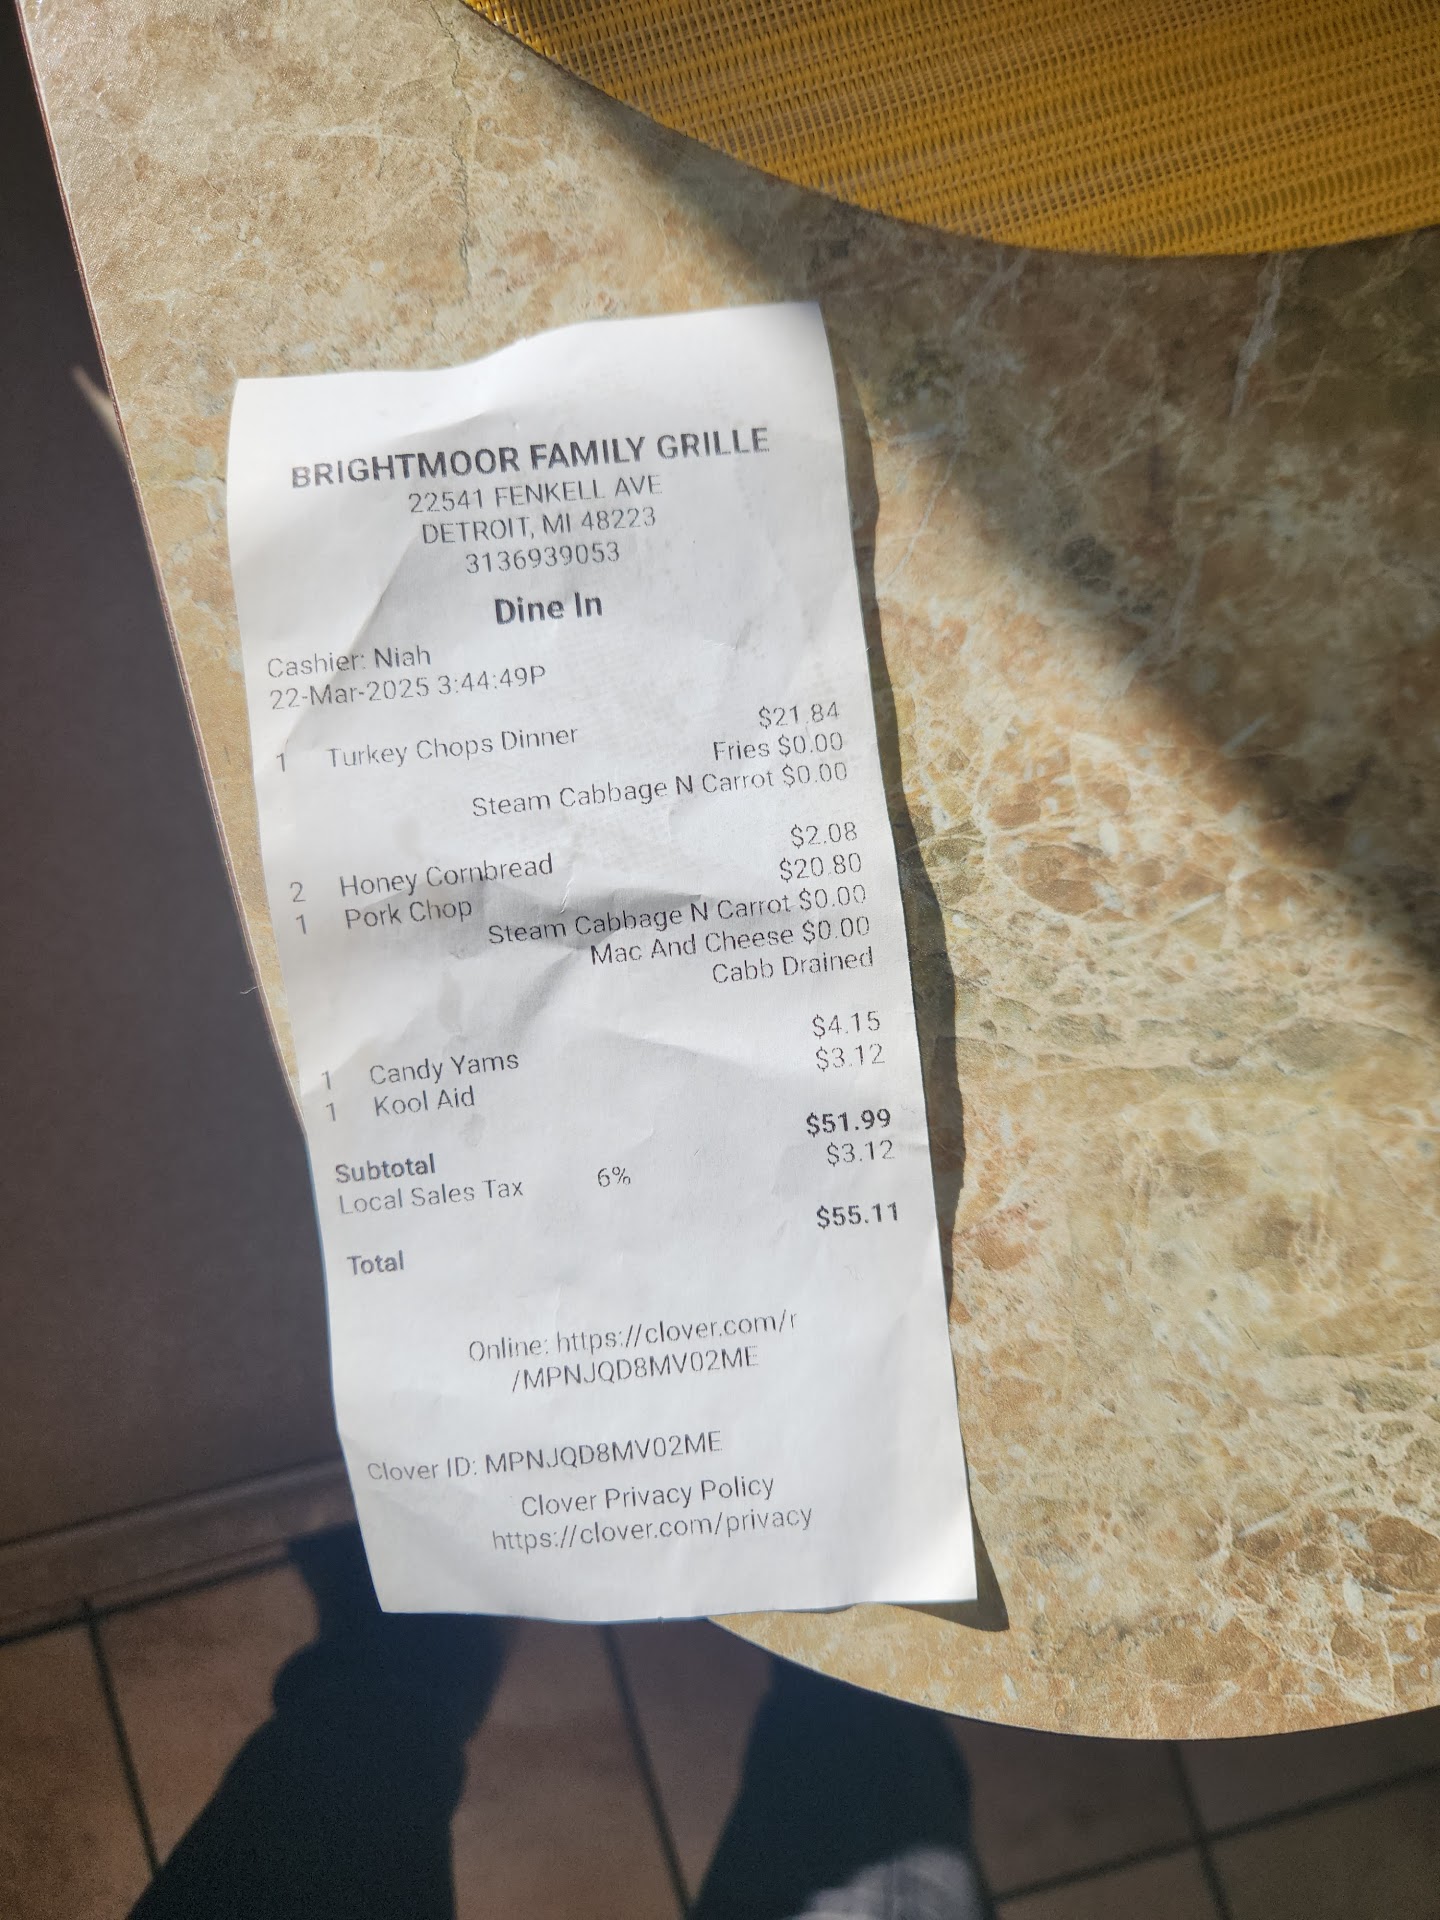 BRIGHTMOOR FAMILY GRILLE
22541 FENKELL AVE
DETROIT, MI 48223
3136939053
Dine In
Cashier: Niah
22-Mar-2025 3:44:49P
1 Turkey Chops Dinner $21.84
Fries $0.00
Steam Cabbage N Carrot $0.00
2 Honey Cornbread $2.08
1 Pork Chop $20.80
Steam Cabbage N Carrot $0.00
Mac And Cheese $0.00
Cabb Drained
1 Candy Yams $4.15
1 Kool Aid $3.12
Subtotal $51.99
Local Sales Tax 6% $3.12
Total $55.11
Online: https://clover.com/r
/MPNJQD8MV02ME
Clover ID: MPNJQD8MV02ME
Clover Privacy Policy
https://clover.com/privacy